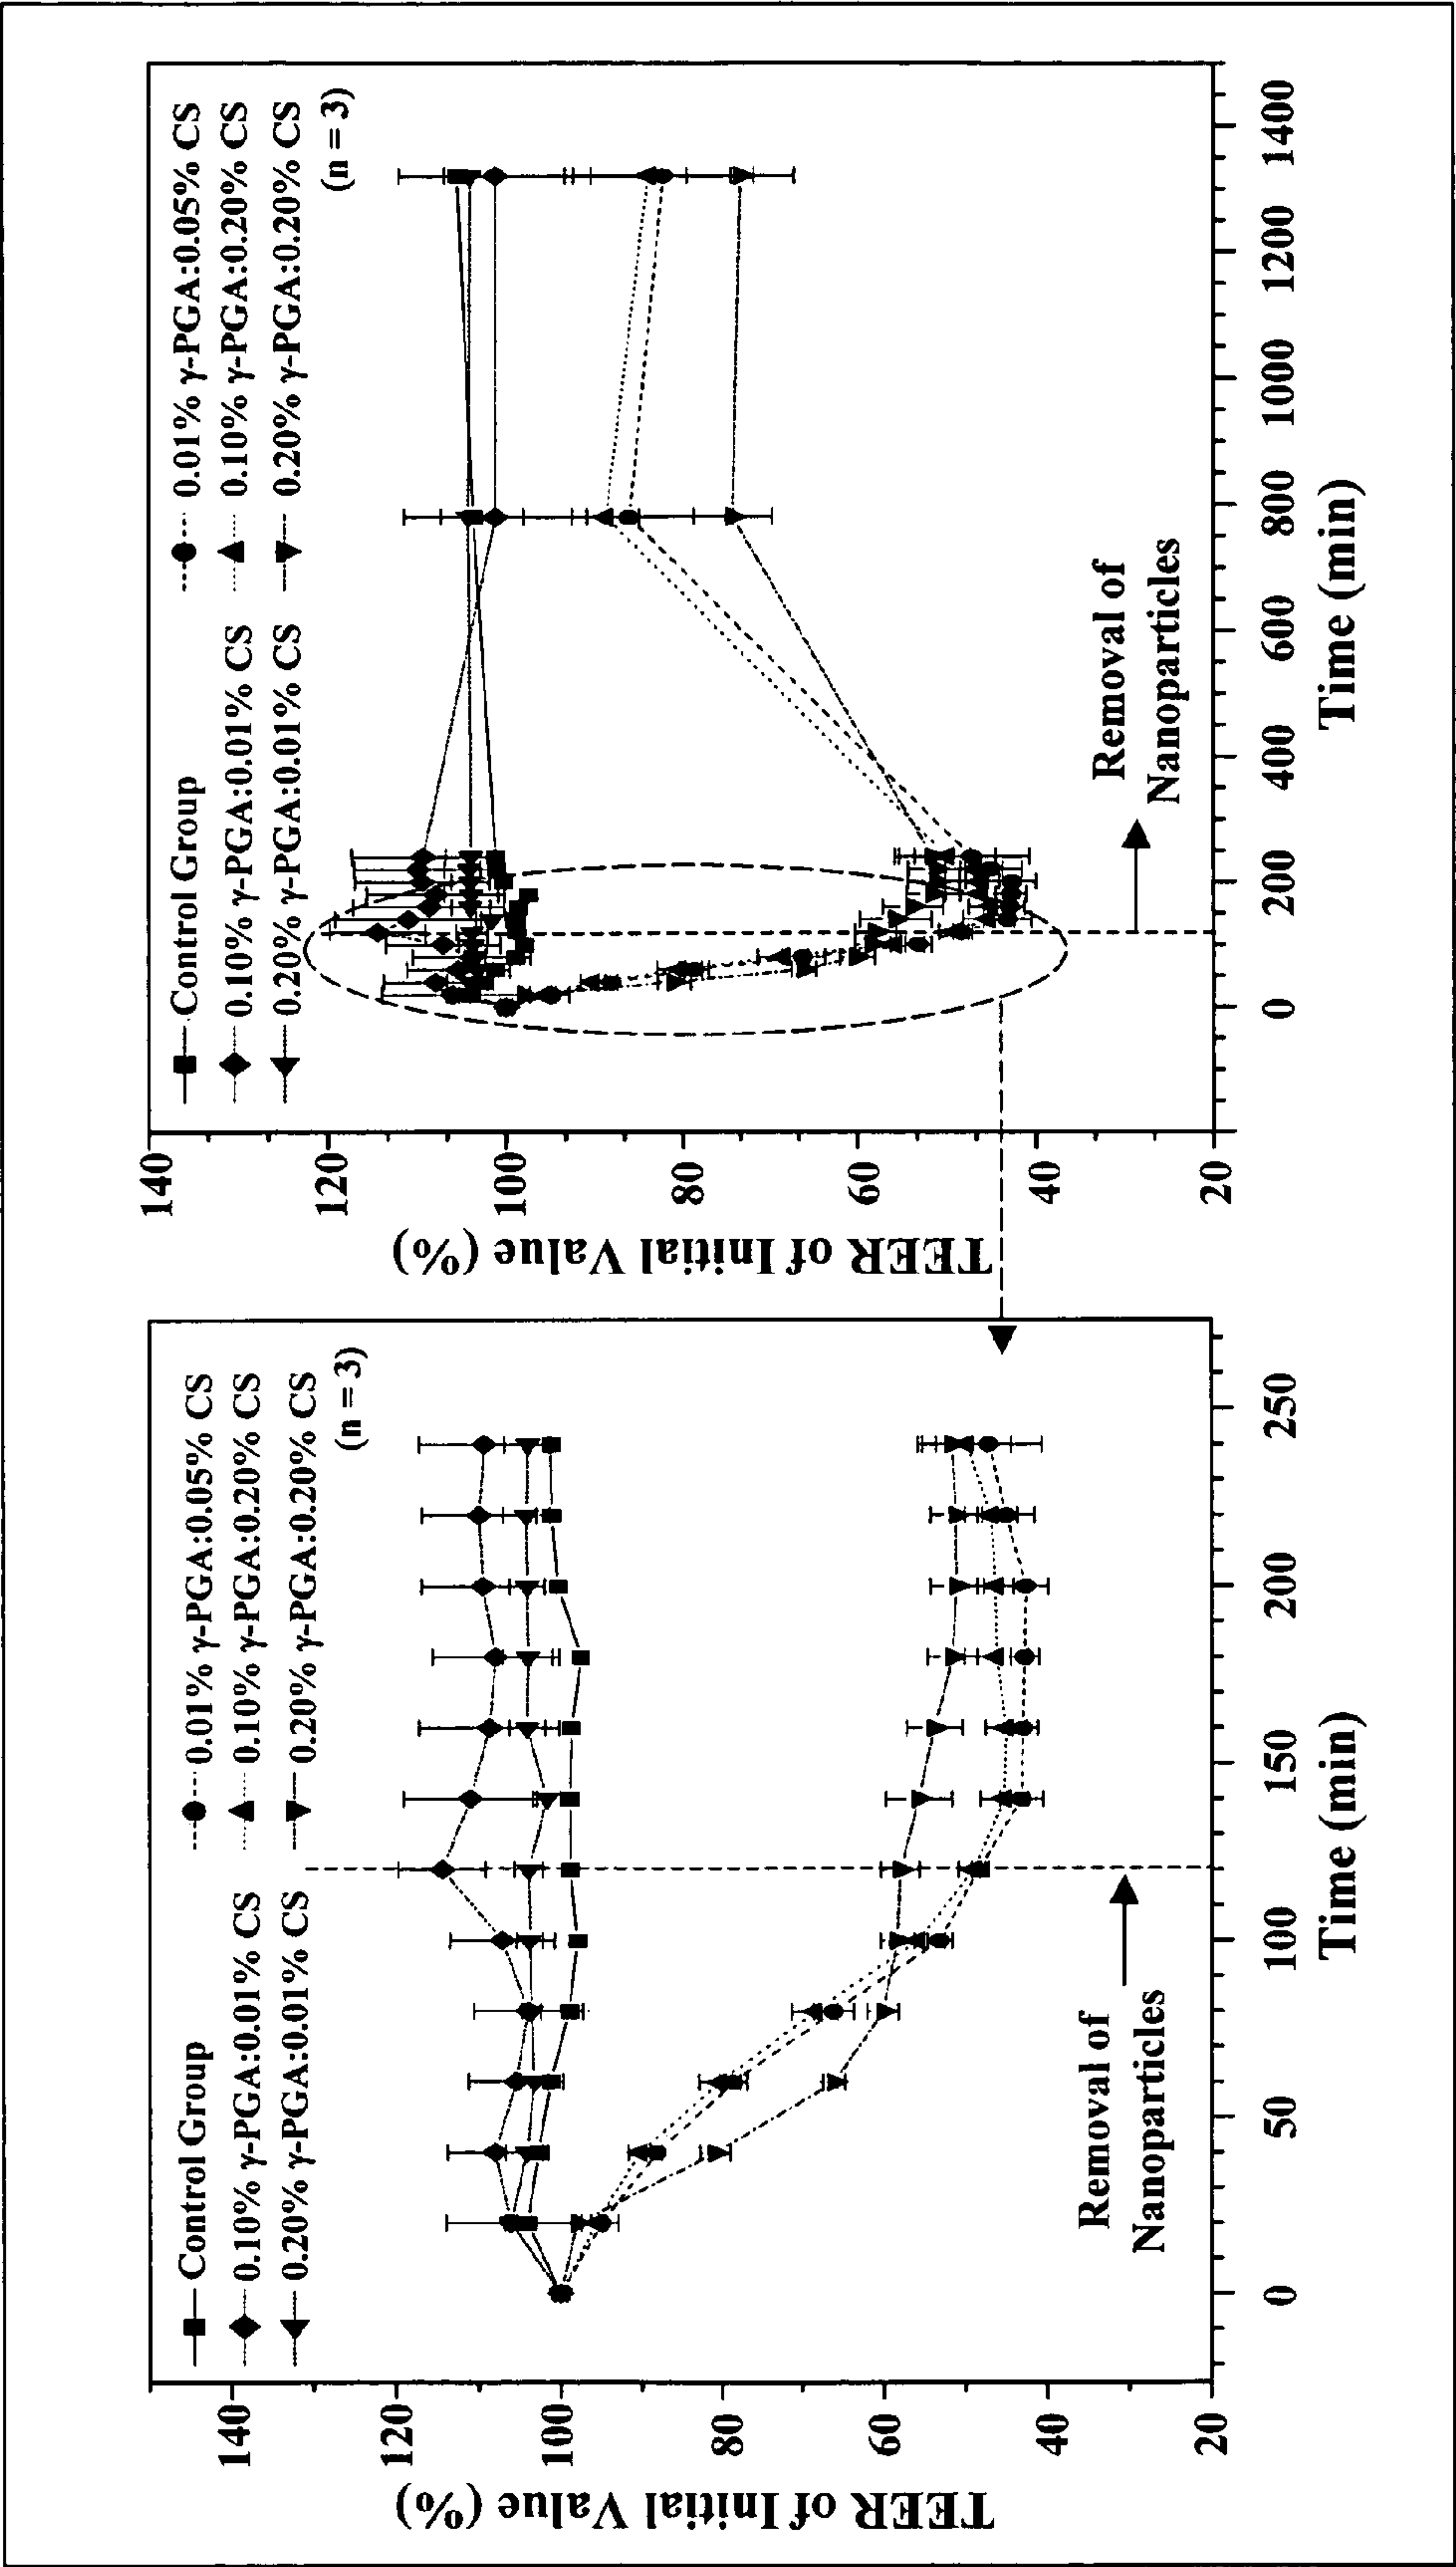 TEER of Initial Value (%)
140
120
100
80
60
40
20
Control Group
0.10% γ-PGA:0.01% CS
0.20% γ-PGA:0.01% CS
0.01% γ-PGA:0.05% CS
0.10% γ-PGA:0.20% CS
0.20% γ-PGA:0.20% CS
(n = 3)
Removal of
Nanoparticles
0 50 100 150 200 250
Time (min)
TEER of Initial Value (%)
140
120
100
80
60
40
20
Control Group
0.10% γ-PGA:0.01% CS
0.20% γ-PGA:0.01% CS
0.01% γ-PGA:0.05% CS
0.10% γ-PGA:0.20% CS
0.20% γ-PGA:0.20% CS
(n = 3)
Removal of
Nanoparticles
0 200 400 600 800 1000 1200 1400
Time (min)